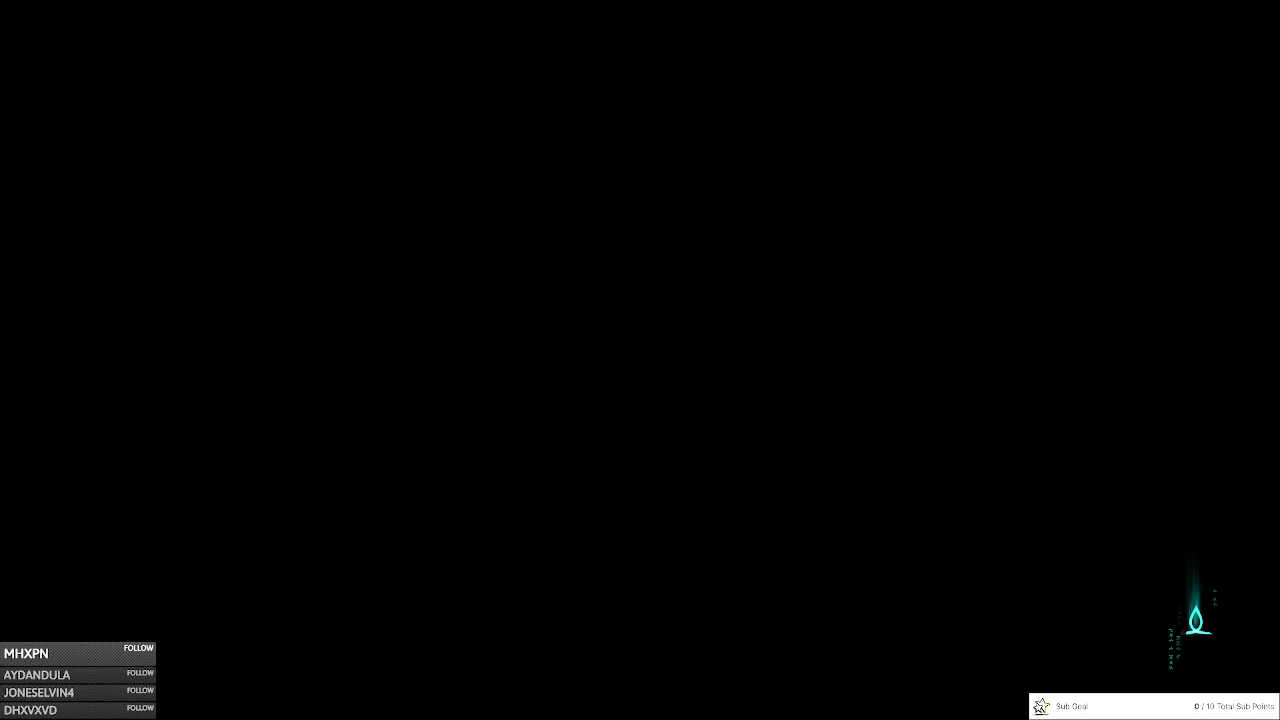 MHXPN FOLLOW
AYDANDULA FOLLOW
JONESELVIN4 FOLLOW
DHXVXVD FOLLOW
Sub Goal 0 / 10 Total Sub Points